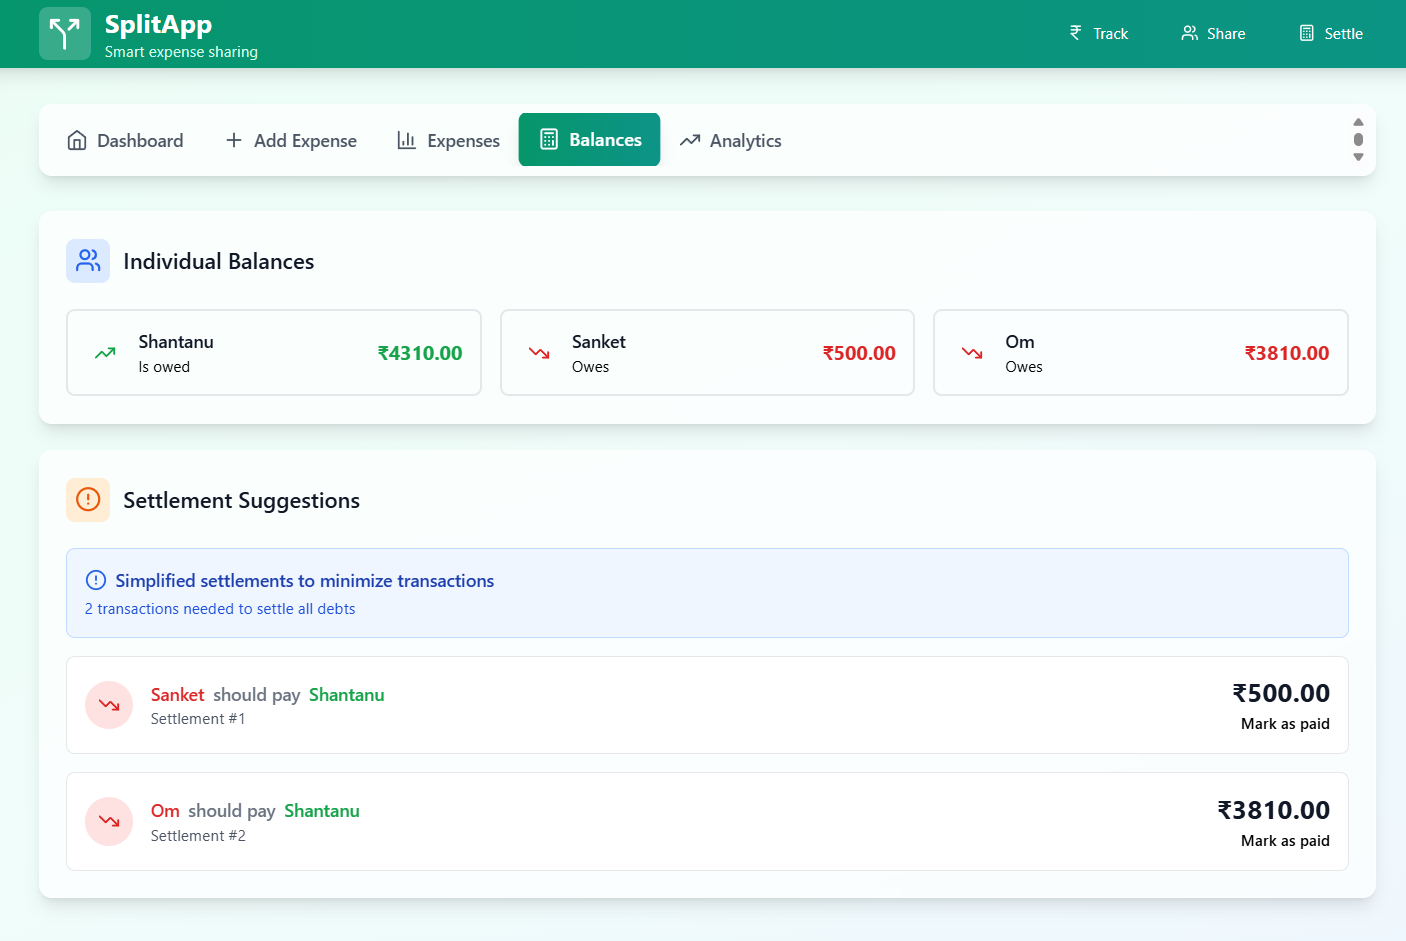 SplitApp
Smart expense sharing
Track
Share
Settle
Dashboard
Add Expense
Expenses
Balances
Analytics
Individual Balances
Shantanu
Is owed
₹4310.00
Sanket
Owes
₹500.00
Om
Owes
₹3810.00
Settlement Suggestions
Simplified settlements to minimize transactions
2 transactions needed to settle all debts
Sanket should pay Shantanu
Settlement #1
₹500.00
Mark as paid
Om should pay Shantanu
Settlement #2
₹3810.00
Mark as paid